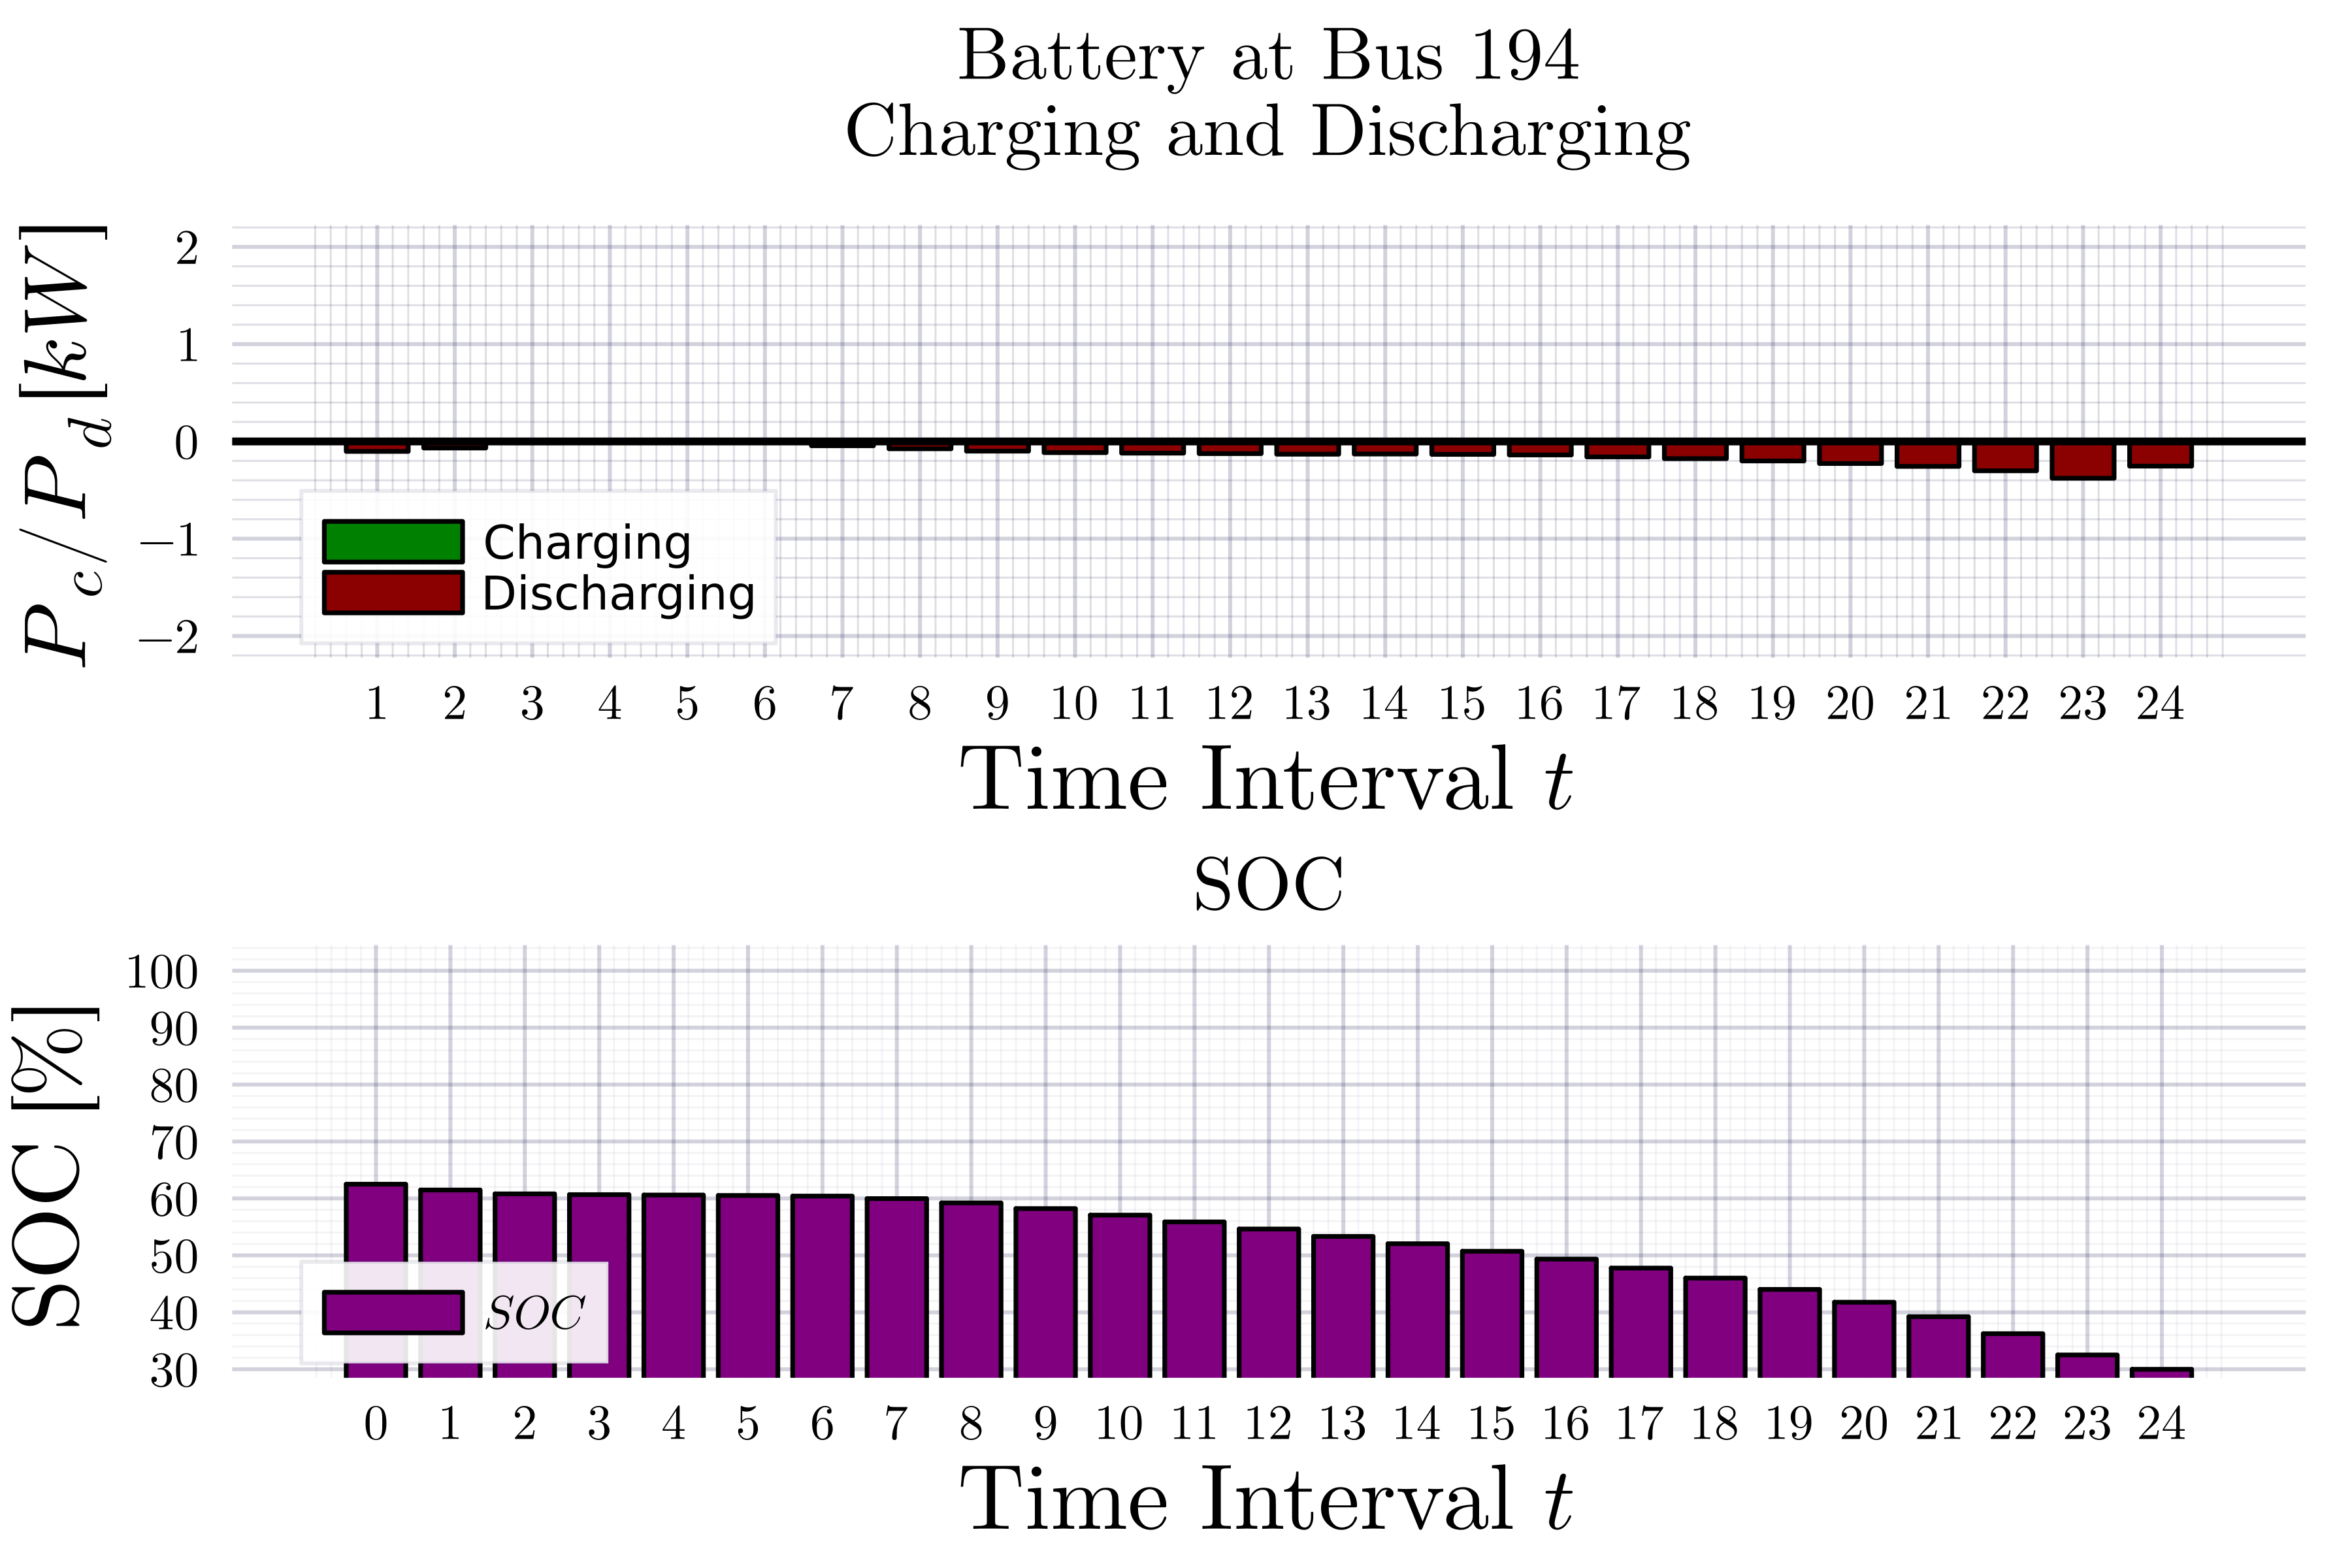 Battery at Bus 194
Charging and Discharging
P_c/P_d [kW]
2
1
0
−1
−2
Charging
Discharging
1 2 3 4 5 6 7 8 9 10 11 12 13 14 15 16 17 18 19 20 21 22 23 24
Time Interval t
SOC
SOC [%]
100
90
80
70
60
50
40
30
SOC
0 1 2 3 4 5 6 7 8 9 10 11 12 13 14 15 16 17 18 19 20 21 22 23 24
Time Interval t